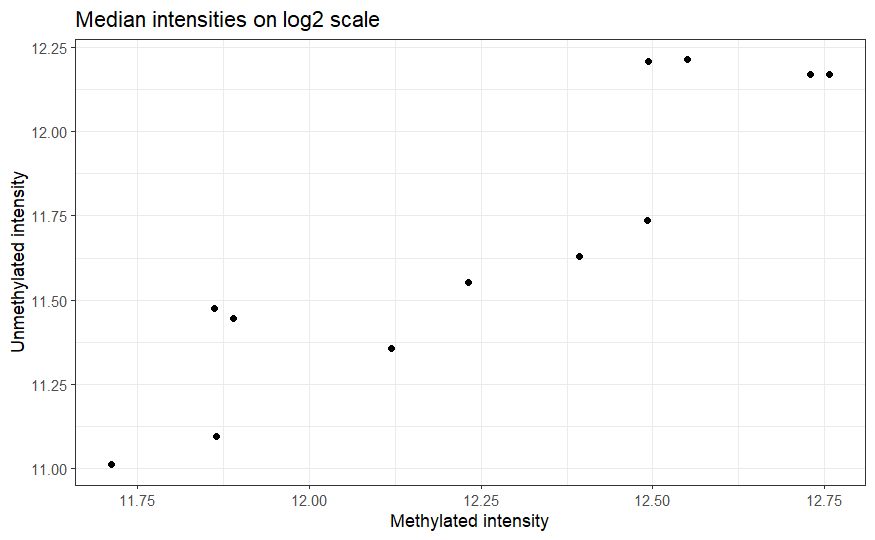 Median intensities on log2 scale
12.25
12.00
11.75
11.50
11.25
11.00
Unmethylated intensity
11.75 12.00 12.25 12.50 12.75
Methylated intensity